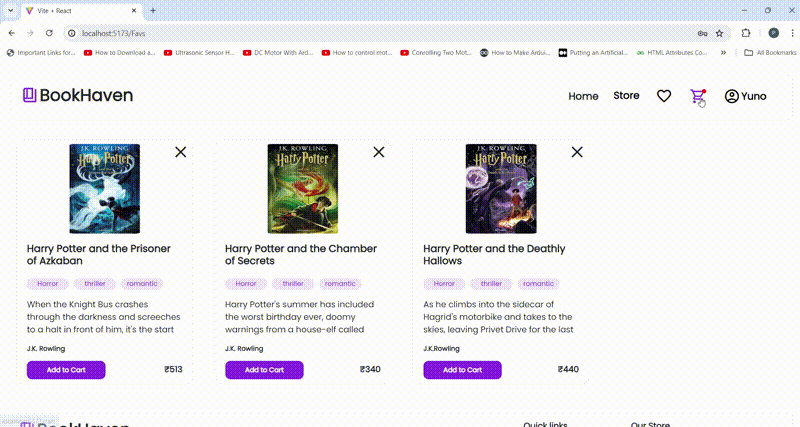 Vite + React
localhost:5173/Favs
Important Links for... How to Download a... Ultrasonic Sensor H... DC Motor With Ard... How to control mot... Conrolling Two Mot... How to Make Ardui... Putting an Artificial... HTML Attributes Co... » All Bookmarks
BookHaven Home Store Yuno
J.K. ROWLING J.K. ROWLING J.K. ROWLING
Harry Potter Harry Potter Harry Potter
Harry Potter and the Prisoner of Azkaban
Horror thriller romantic
When the Knight Bus crashes
through the darkness and screeches
to a halt in front of him, it's the start
J.K. Rowling
Add to Cart ₹513
Harry Potter and the Chamber of Secrets
Horror thriller romantic
Harry Potter's summer has included
the worst birthday ever, doomy
warnings from a house-elf called
J.K. Rowling
Add to Cart ₹340
Harry Potter and the Deathly Hallows
Horror thriller romantic
As he climbs into the sidecar of
Hagrid's motorbike and takes to the
skies, leaving Privet Drive for the last
J.K.Rowling
Add to Cart ₹440
BookHaven Quick links Our Store